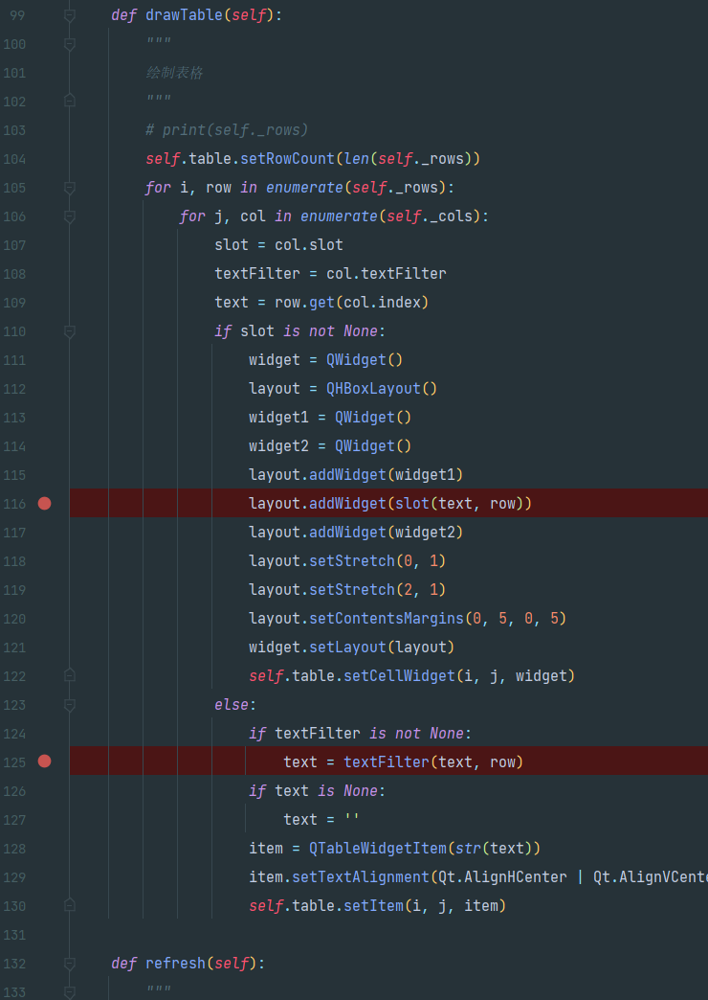 99 def drawTable(self):
100 """
101 绘制表格
102 """
103 # print(self._rows)
104 self.table.setRowCount(len(self._rows))
105 for i, row in enumerate(self._rows):
106 for j, col in enumerate(self._cols):
107 slot = col.slot
108 textFilter = col.textFilter
109 text = row.get(col.index)
110 if slot is not None:
111 widget = QWidget()
112 layout = QHBoxLayout()
113 widget1 = QWidget()
114 widget2 = QWidget()
115 layout.addWidget(widget1)
116 layout.addWidget(slot(text, row))
117 layout.addWidget(widget2)
118 layout.setStretch(0, 1)
119 layout.setStretch(2, 1)
120 layout.setContentsMargins(0, 5, 0, 5)
121 widget.setLayout(layout)
122 self.table.setCellWidget(i, j, widget)
123 else:
124 if textFilter is not None:
125 text = textFilter(text, row)
126 if text is None:
127 text = ''
128 item = QTableWidgetItem(str(text))
129 item.setTextAlignment(Qt.AlignHCenter | Qt.AlignVCente
130 self.table.setItem(i, j, item)
131
132 def refresh(self):
133 """